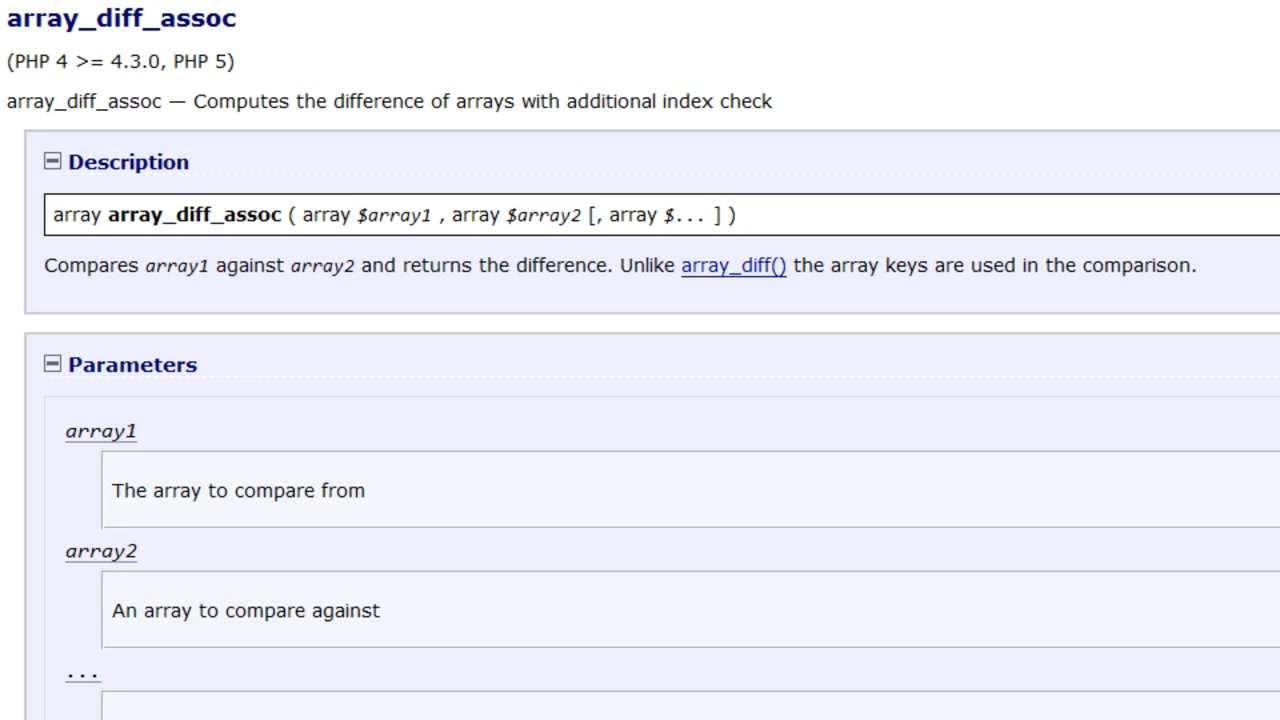 array_diff_assoc
(PHP 4 >= 4.3.0, PHP 5)
array_diff_assoc — Computes the difference of arrays with additional index check
Description
array array_diff_assoc ( array $array1 , array $array2 [, array $... ] )
Compares array1 against array2 and returns the difference. Unlike array_diff() the array keys are used in the comparison.
Parameters
array1
The array to compare from
array2
An array to compare against
...